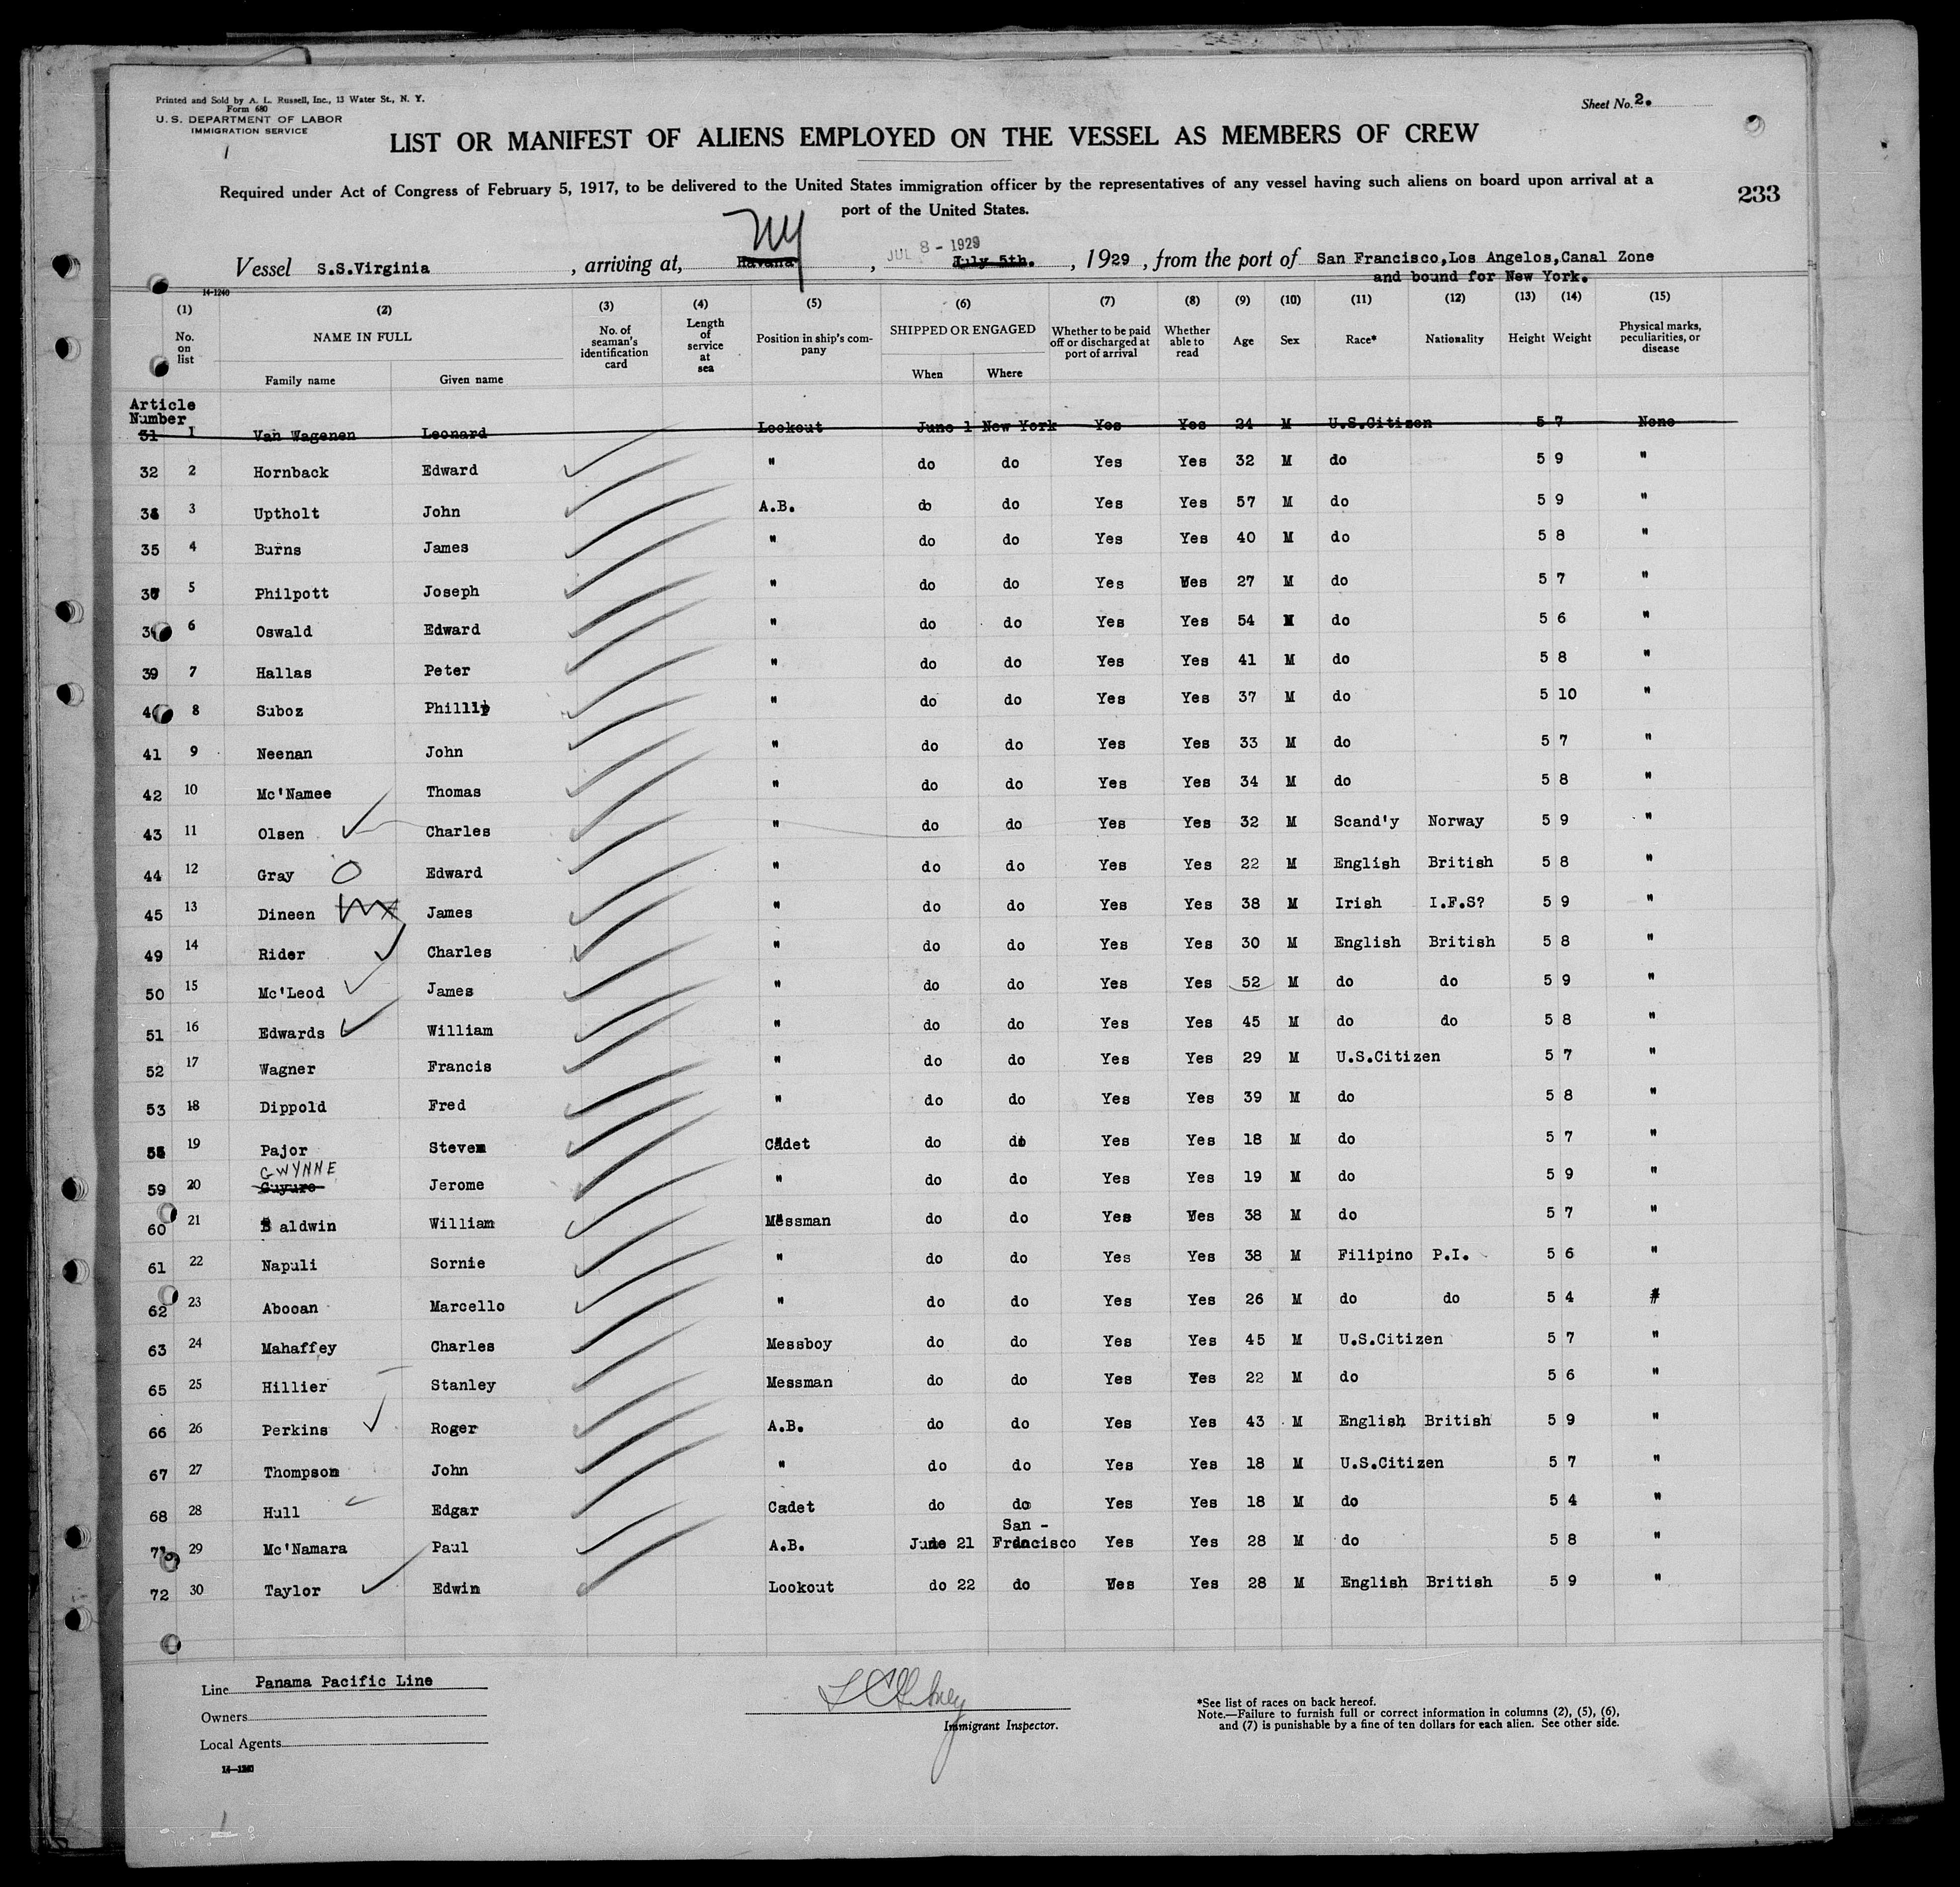 Printed and Sold by A. L. Russell, Inc., 13 Water St., N. Y.
Form 680
U. S. DEPARTMENT OF LABOR
IMMIGRATION SERVICE
Sheet No. 2.
LIST OR MANIFEST OF ALIENS EMPLOYED ON THE VESSEL AS MEMBERS OF CREW
Required under Act of Congress of February 5, 1917, to be delivered to the United States immigration officer by the representatives of any vessel having such aliens on board upon arrival at a
port of the United States.
233
NY
JUL 8 - 1929
Vessel S.S.Virginia, arriving at, Havana, July 5th., 1929, from the port of San Francisco,Los Angelos,Canal Zone
and bound for New York.
14-1240
(1) (2) (3) (4) (5) (6) (7) (8) (9) (10) (11) (12) (13) (14) (15)
No. on list NAME IN FULL No. of seaman's identification card Length of service at sea Position in ship's company SHIPPED OR ENGAGED Whether to be paid off or discharged at port of arrival Whether able to read Age Sex Race* Nationality Height Weight Physical marks, peculiarities, or disease
Family name Given name When Where
Article
Number
31 1 Van Wagenen Leonard Lookout June 1 New York Yes Yes 24 M U.S.Citizen 5 7 None
32 2 Hornback Edward " do do Yes Yes 32 M do 5 9 "
3 Uptholt John A.B. do do Yes Yes 57 M do 5 9 "
35 4 Burns James " do do Yes Yes 40 M do 5 8 "
5 Philpott Joseph " do do Yes Yes 27 M do 5 7 "
6 Oswald Edward " do do Yes Yes 54 M do 5 6 "
39 7 Hallas Peter " do do Yes Yes 41 M do 5 8 "
8 Suboz Phillip " do do Yes Yes 37 M do 5 10 "
41 9 Neenan John " do do Yes Yes 33 M do 5 7 "
42 10 Mc'Namee Thomas " do do Yes Yes 34 M do 5 8 "
43 11 Olsen Charles " do do Yes Yes 32 M Scand'y Norway 5 9 "
44 12 Gray Edward " do do Yes Yes 22 M English British 5 8 "
45 13 Dineen James " do do Yes Yes 38 M Irish I.F.S? 5 9 "
49 14 Rider Charles " do do Yes Yes 30 M English British 5 8 "
50 15 Mc'Leod James " do do Yes Yes 52 M do do 5 9 "
51 16 Edwards William " do do Yes Yes 45 M do do 5 8 "
52 17 Wagner Francis " do do Yes Yes 29 M U.S.Citizen 5 7 "
53 18 Dippold Fred " do do Yes Yes 39 M do 5 8 "
19 Pajor Steven Cadet do do Yes Yes 18 M do 5 7 "
GWYNNE
59 20 Guyure Jerome " do do Yes Yes 19 M do 5 9 "
60 21 Baldwin William Messman do do Yes Yes 38 M do 5 7 "
61 22 Napuli Sornie " do do Yes Yes 38 M Filipino P.I. 5 6 "
62 23 Abooan Marcello " do do Yes Yes 26 M do do 5 4 "
63 24 Mahaffey Charles Messboy do do Yes Yes 45 M U.S.Citizen 5 7 "
65 25 Hillier Stanley Messman do do Yes Yes 22 M do 5 6 "
66 26 Perkins Roger A.B. do do Yes Yes 43 M English British 5 9 "
67 27 Thompson John " do do Yes Yes 18 M U.S.Citizen 5 7 "
68 28 Hull Edgar Cadet do do Yes Yes 18 M do 5 4 "
29 Mc'Namara Paul A.B. June 21 San - Francisco Yes Yes 28 M do 5 8 "
72 30 Taylor Edwin Lookout do 22 do Yes Yes 28 M English British 5 9 "
Line Panama Pacific Line
Owners
Local Agents
14-1240
Immigrant Inspector.
*See list of races on back hereof.
Note.—Failure to furnish full or correct information in columns (2), (5), (6),
and (7) is punishable by a fine of ten dollars for each alien. See other side.